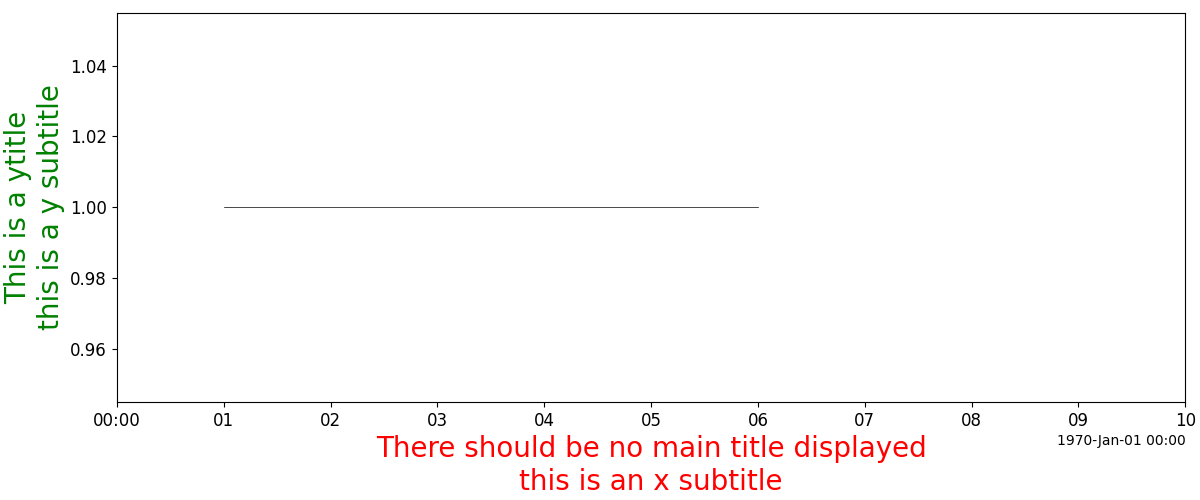 This is a ytitle
this is a y subtitle
1.04
1.02
1.00
0.98
0.96
00:00 01 02 03 04 05 06 07 08 09 10
1970-Jan-01 00:00
There should be no main title displayed
this is an x subtitle